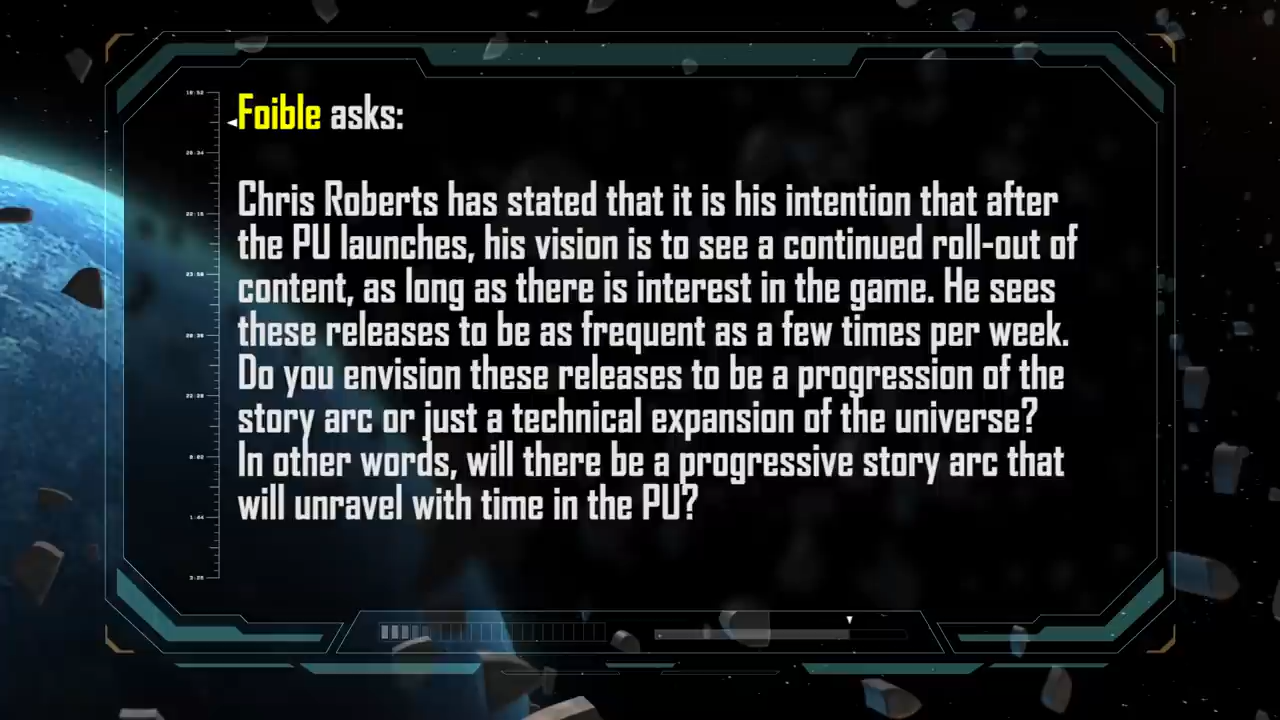 Foible asks:
Chris Roberts has stated that it is his intention that after
the PU launches, his vision is to see a continued roll-out of
content, as long as there is interest in the game. He sees
these releases to be as frequent as a few times per week.
Do you envision these releases to be a progression of the
story arc or just a technical expansion of the universe?
In other words, will there be a progressive story arc that
will unravel with time in the PU?